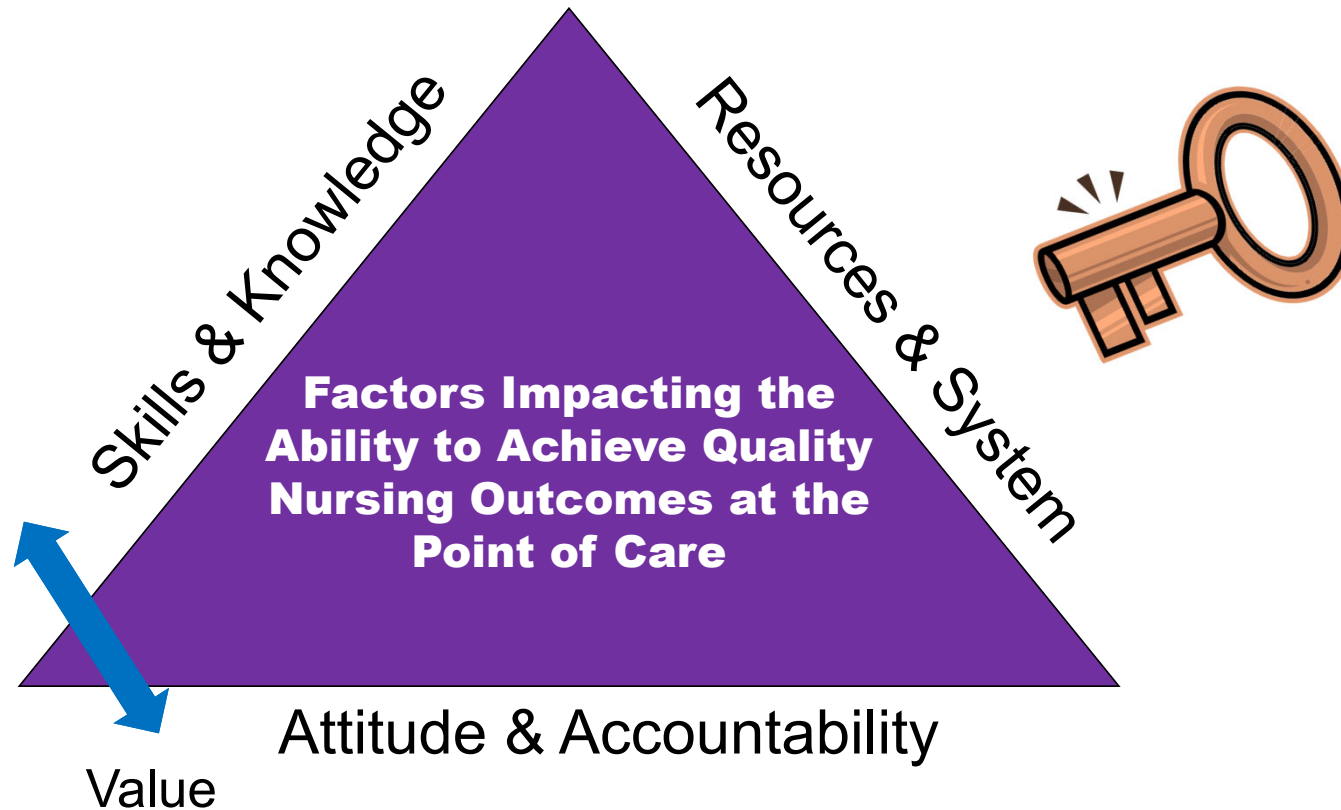 Skills & Knowledge
Resources & System
Factors Impacting the
Ability to Achieve Quality
Nursing Outcomes at the
Point of Care
Attitude & Accountability
Value